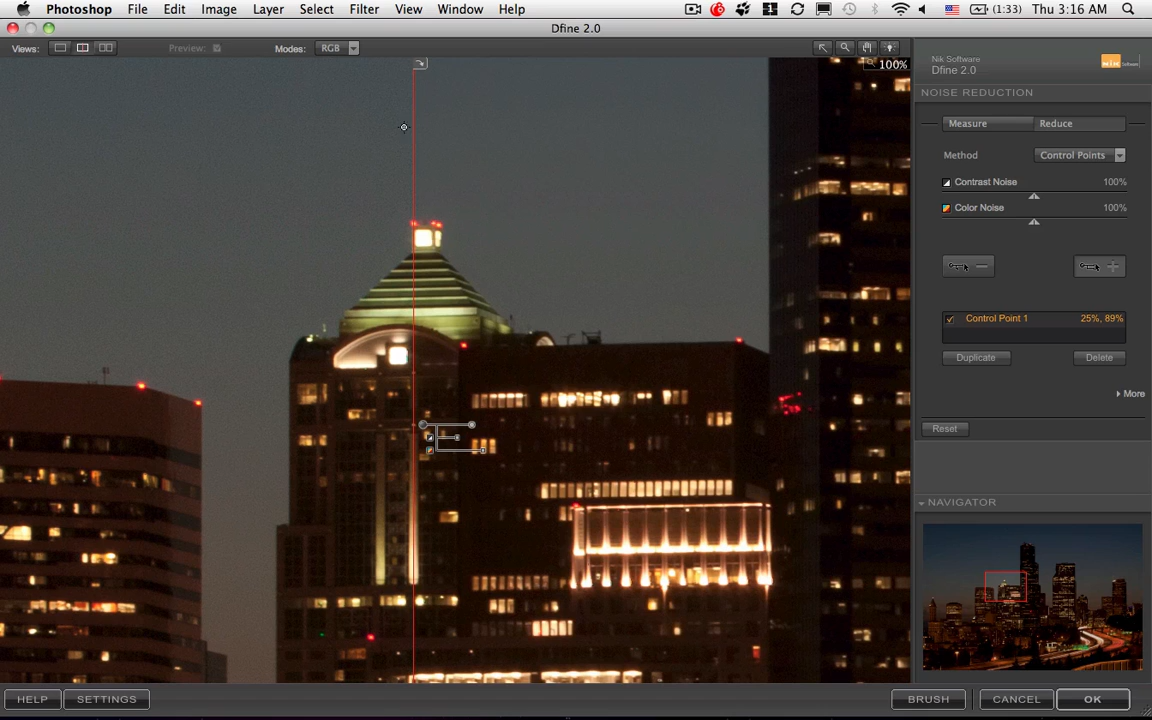 Photoshop File Edit Image Layer Select Filter View Window Help (1:33) Thu 3:16 AM
Dfine 2.0
Views: Preview: Modes: RGB
100%
Nik Software
Dfine 2.0
Nik Software
NOISE REDUCTION
Measure Reduce
Method Control Points
Contrast Noise 100%
Color Noise 100%
Control Point 1 25%, 89%
Duplicate Delete
More
Reset
NAVIGATOR
HELP SETTINGS BRUSH CANCEL OK